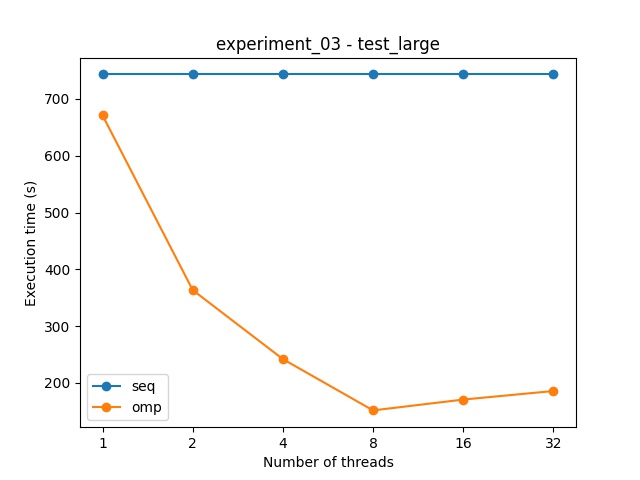 experiment_03 - test_large
Execution time (s)
700
600
500
400
300
200
seq
omp
1 2 4 8 16 32
Number of threads